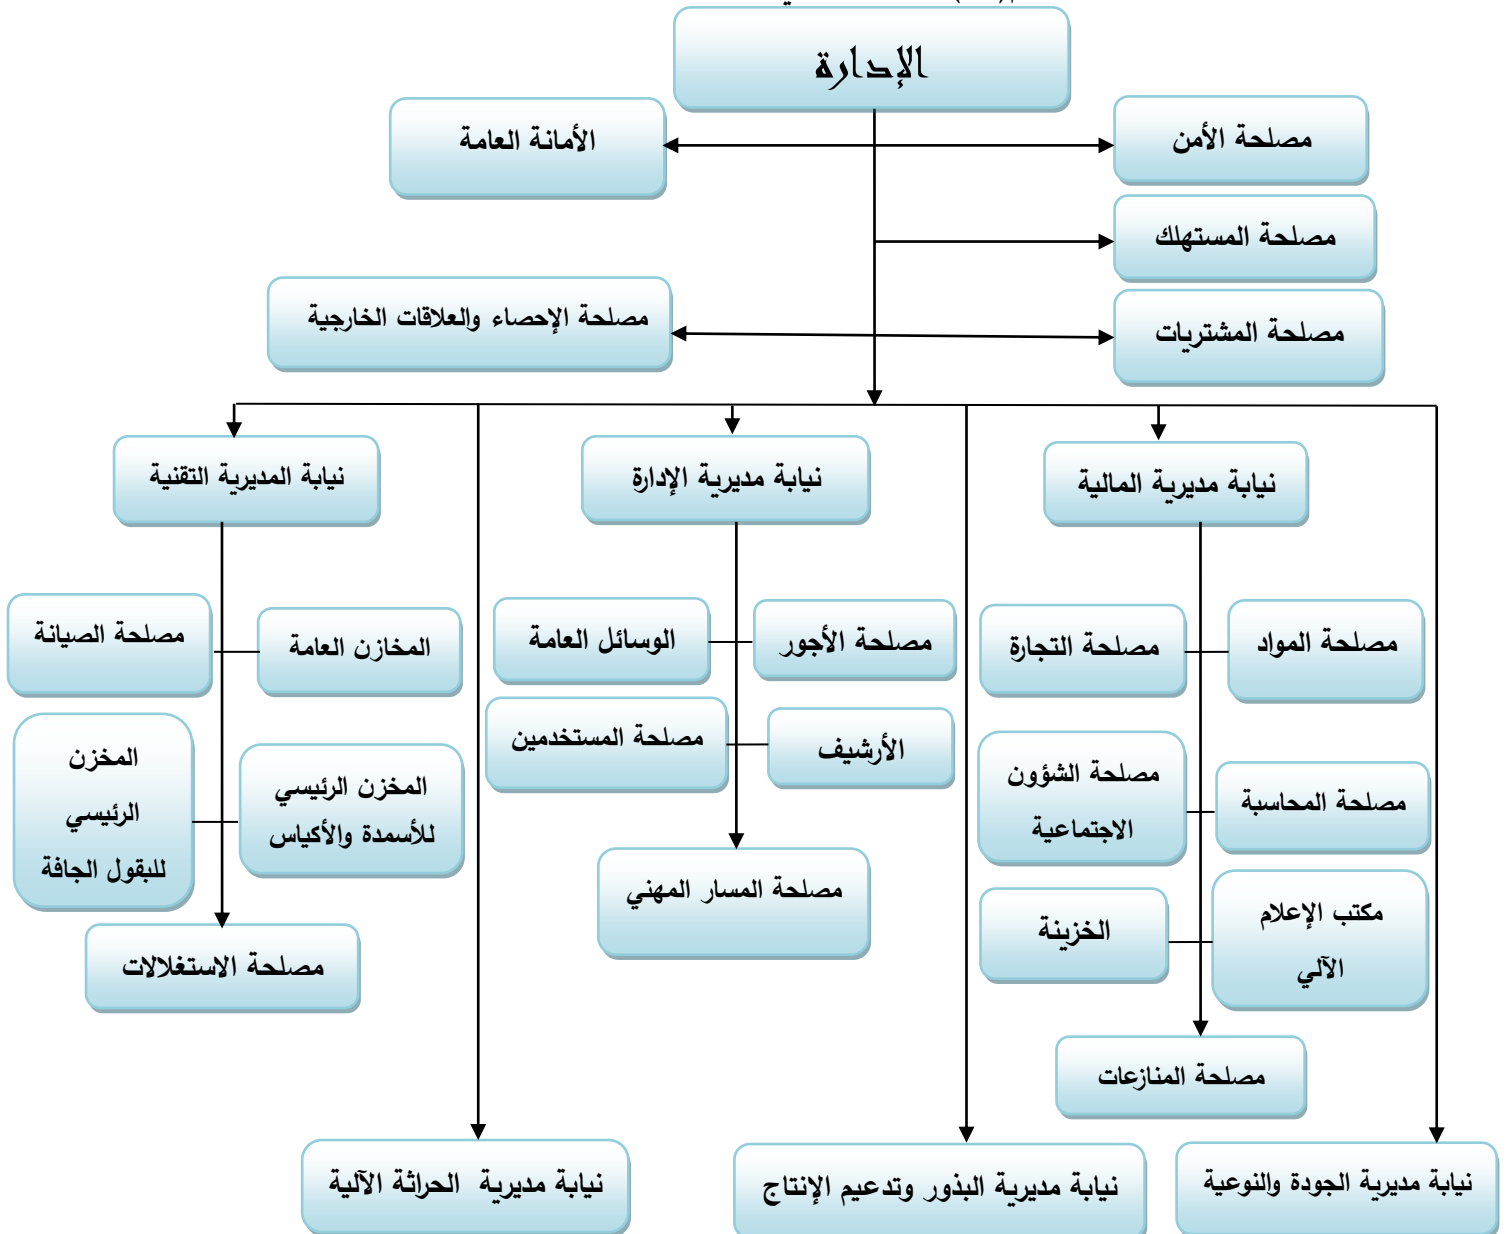 الإدارة
مصلحة الأمن
الأمانة العامة
مصلحة المستهلك
مصلحة المشتريات
مصلحة الإحصاء والعلاقات الخارجية
نيابة مديرية المالية
نيابة مديرية الإدارة
نيابة المديرية التقنية
مصلحة المواد
مصلحة التجارة
مصلحة الأجور
الوسائل العامة
المخازن العامة
مصلحة الصيانة
مصلحة المحاسبة
مصلحة الشؤون
الاجتماعية
الأرشيف
مصلحة المستخدمين
المخزن الرئيسي
للأسمدة والأكياس
المخزن
الرئيسي
للبقول الجافة
مكتب الإعلام
الآلي
الخزينة
مصلحة المسار المهني
مصلحة الاستغلالات
مصلحة المنازعات
نيابة مديرية الجودة والنوعية
نيابة مديرية البذور وتدعيم الإنتاج
نيابة مديرية الحراثة الآلية